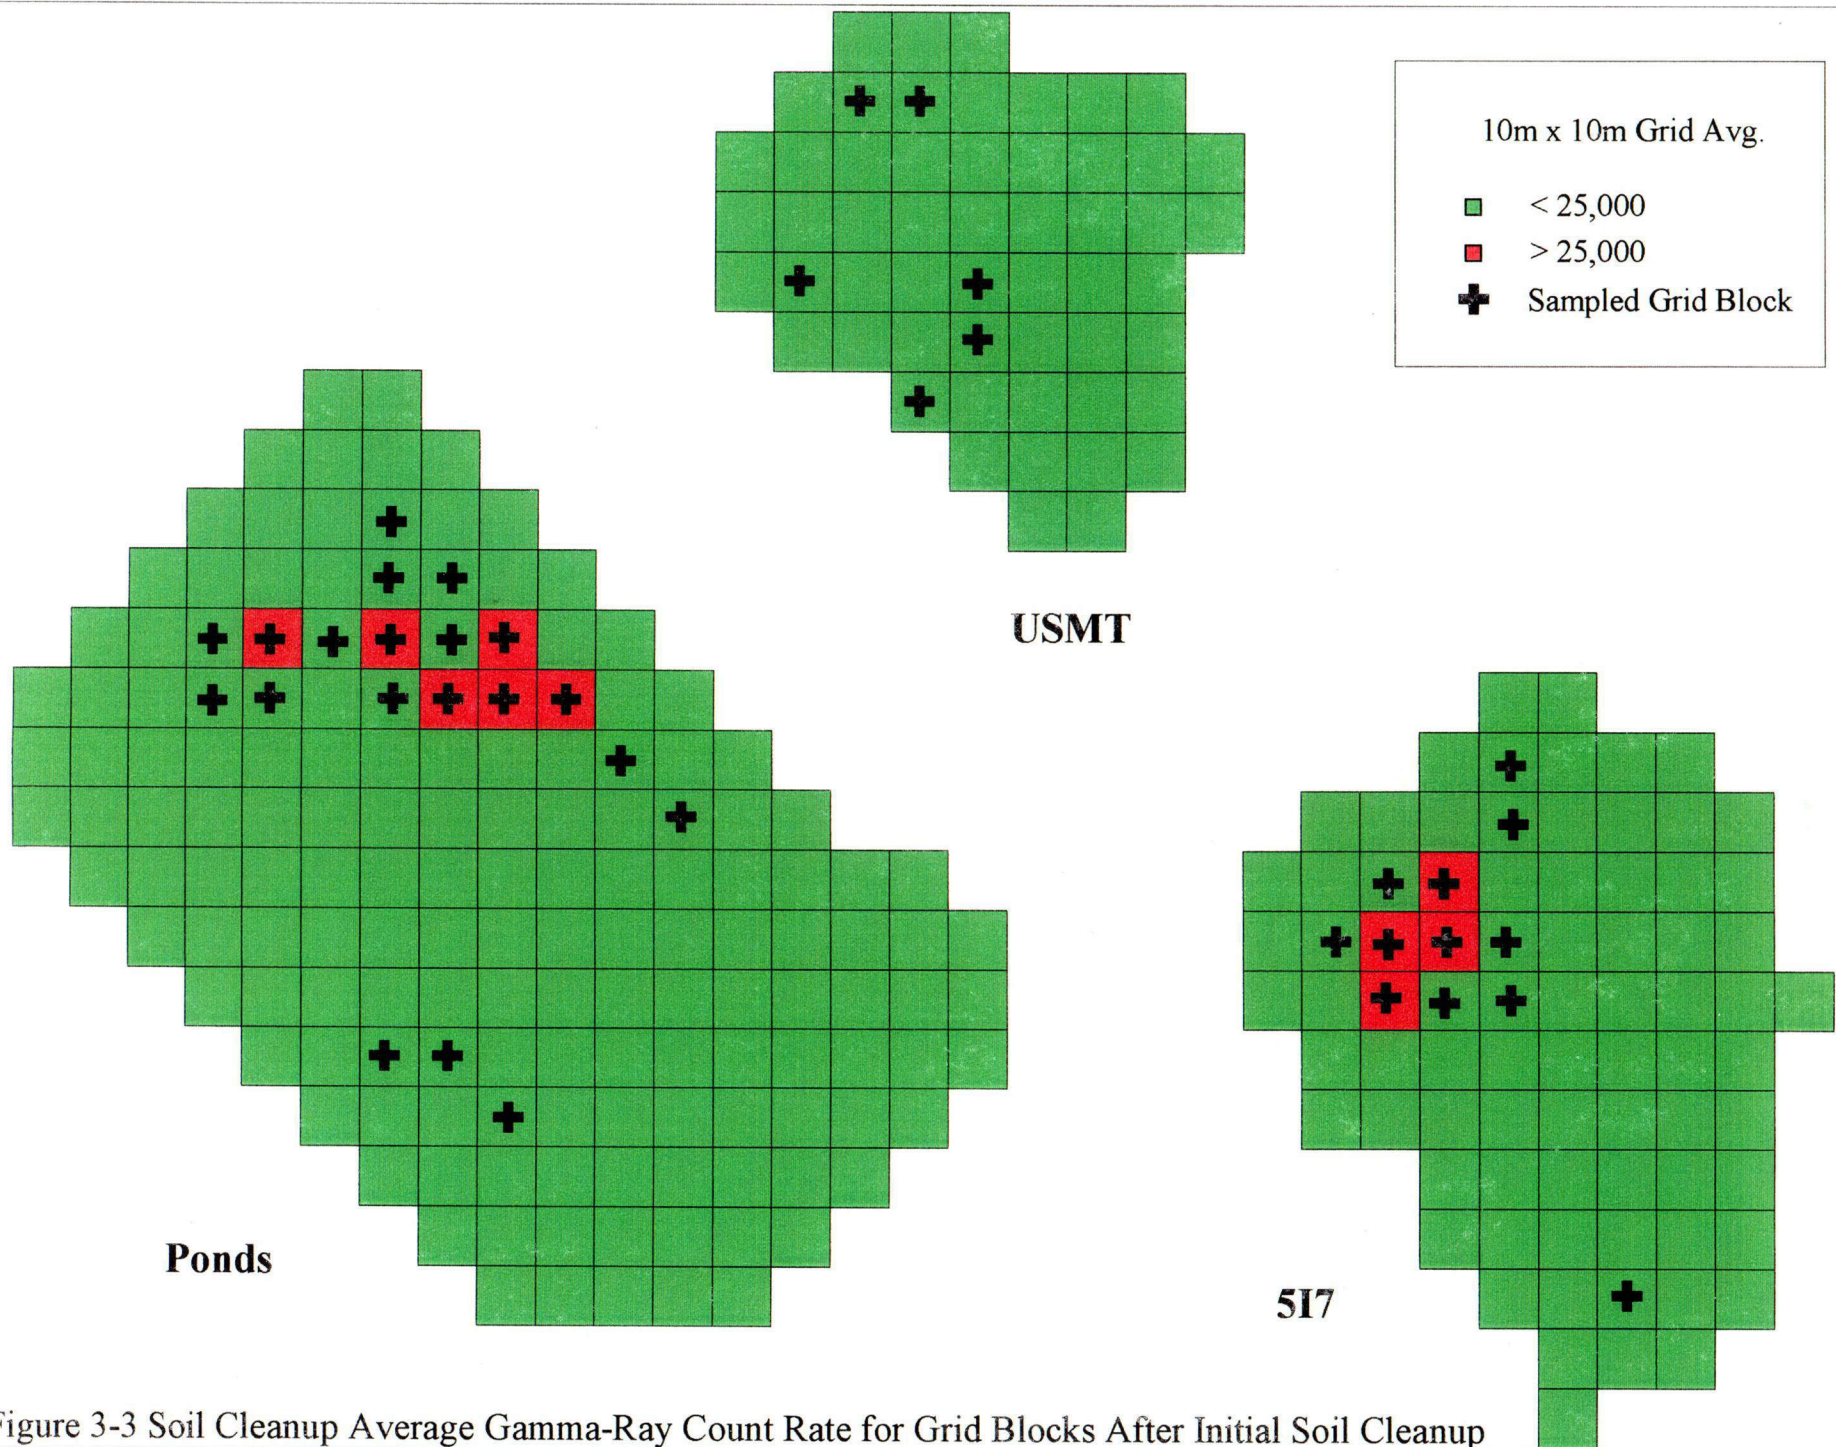 10m x 10m Grid Avg.
< 25,000
> 25,000
Sampled Grid Block
USMT
Ponds
5I7
Figure 3-3 Soil Cleanup Average Gamma-Ray Count Rate for Grid Blocks After Initial Soil Cleanup